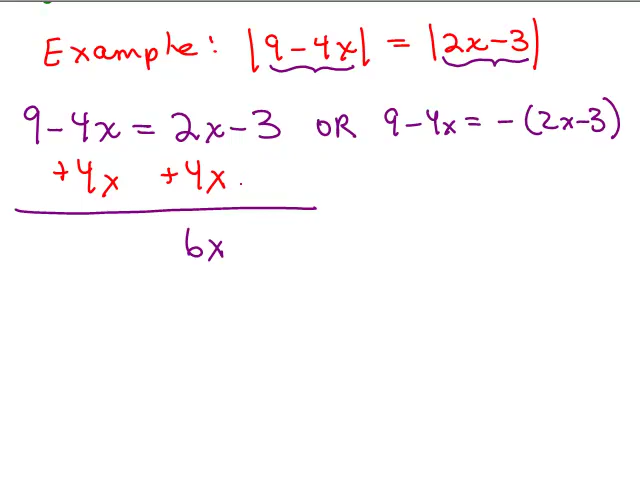 Example: |9-4x| = |2x-3|
9-4x = 2x-3 OR 9-4x = -(2x-3)
+4x +4x
6x